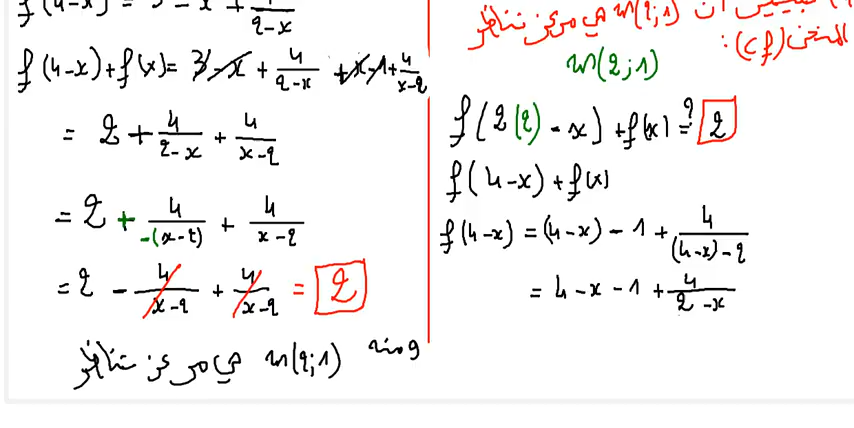 أن w(2;1) هي مركز تناظر
المنحنى (Cf):
w(2;1)
f(2(2) - x) + f(x) =? 2
f(4-x) + f(x)
f(4-x) = (4-x) - 1 + 4/((4-x)-2)
= 4 - x - 1 + 4/(2-x)
f(4-x) + f(x) = 3 - x + 4/(2-x) + x - 1 + 4/(x-2)
= 2 + 4/(2-x) + 4/(x-2)
= 2 + 4/(-(x-2)) + 4/(x-2)
= 2 - 4/(x-2) + 4/(x-2) = 2
ومنه w(2;1) هي مركز تناظر